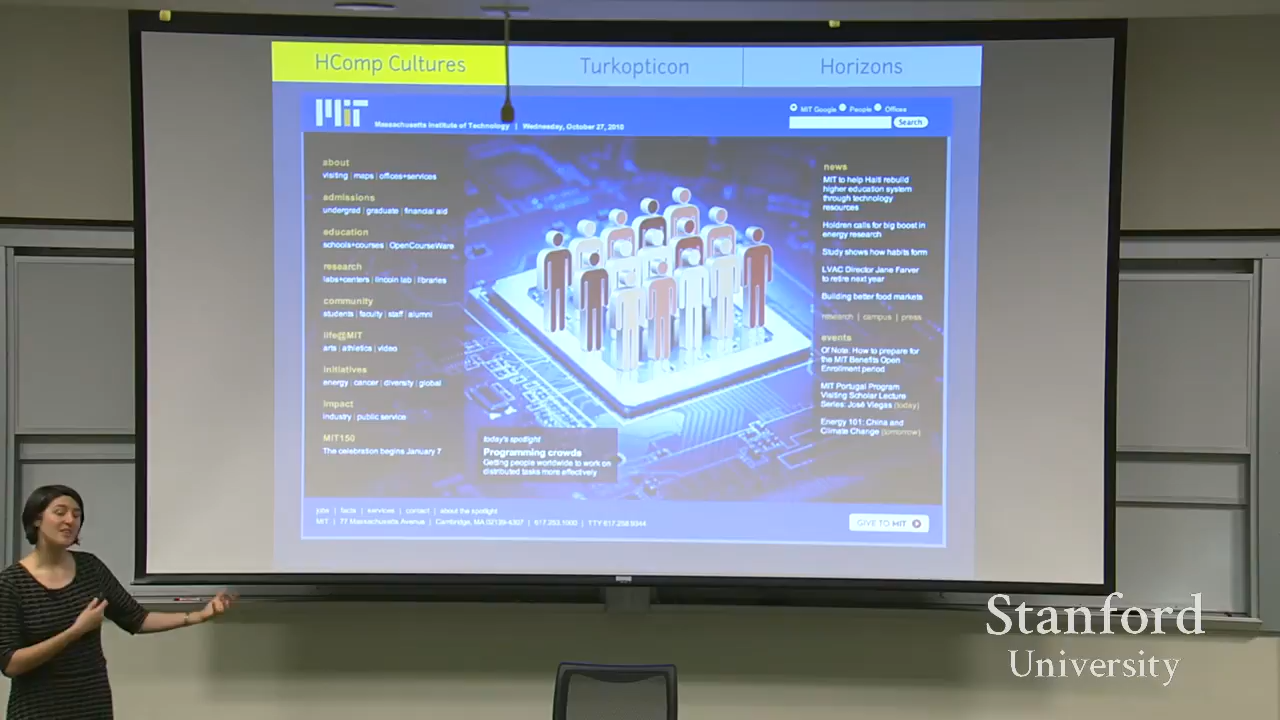 HComp Cultures
Turkopticon
Horizons
MIT
Massachusetts Institute of Technology | Wednesday, October 27, 2010
MIT Google People Offices
Search
about
visiting | maps | offices+services
admissions
undergrad | graduate | financial aid
education
schools+courses | OpenCourseWare
research
labs+centers | lincoln lab | libraries
community
students | faculty | staff | alumni
life@MIT
arts | athletics | video
initiatives
energy | cancer | diversity | global
impact
industry | public service
MIT150
The celebration begins January 7
today's spotlight
Programming crowds
Getting people worldwide to work on
distributed tasks more effectively
news
MIT to help Haiti rebuild
higher education system
through technology
resources
Holdren calls for big boost in
energy research
Study shows how habits form
LVAC Director Jane Farver
to retire next year
Building better food markets
research | campus | press
events
Of Note: How to prepare for
the MIT Benefits Open
Enrollment period
MIT Portugal Program
Visiting Scholar Lecture
Series: José Viegas (today)
Energy 101: China and
Climate Change (tomorrow)
jobs | facts | services | contact | about the spotlight
MIT | 77 Massachusetts Avenue | Cambridge, MA 02139-4307 | 617.253.1000 | TTY 617.258.9344
GIVE TO MIT
Stanford
University